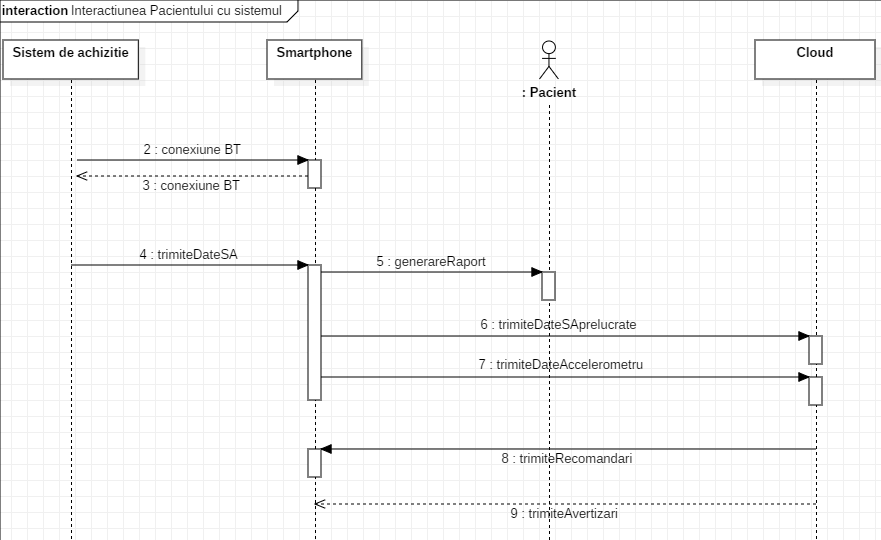 interaction Interactiunea Pacientului cu sistemul
Sistem de achizitie
Smartphone
: Pacient
Cloud
2 : conexiune BT
3 : conexiune BT
4 : trimiteDateSA
5 : generareRaport
6 : trimiteDateSAprelucrate
7 : trimiteDateAccelerometru
8 : trimiteRecomandari
9 : trimiteAvertizari